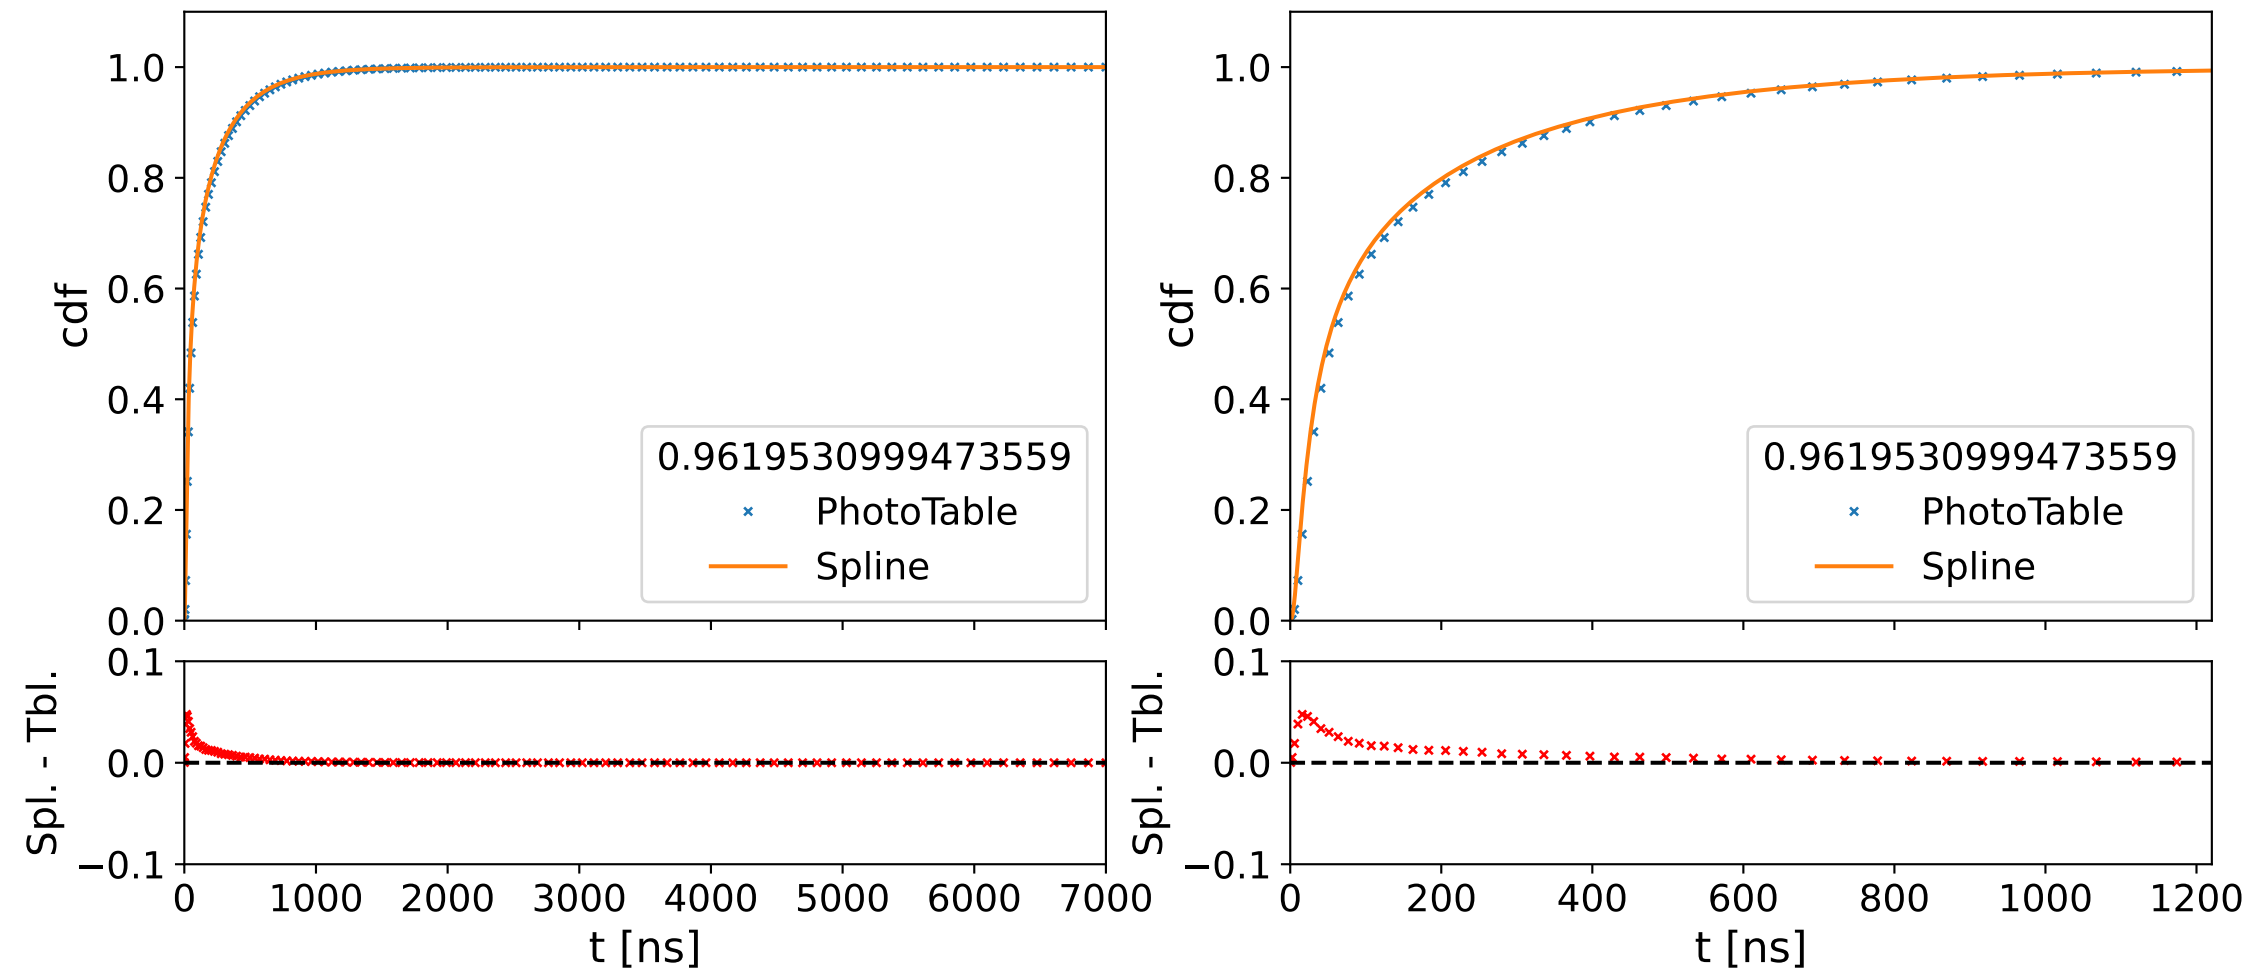 1.0
0.8
0.6
0.4
0.2
0.0
cdf
0.9619530999473559
PhotoTable
Spline
0.1
0.0
−0.1
Spl. - Tbl.
0 1000 2000 3000 4000 5000 6000 7000
t [ns]
1.0
0.8
0.6
0.4
0.2
0.0
cdf
0.9619530999473559
PhotoTable
Spline
0.1
0.0
−0.1
Spl. - Tbl.
0 200 400 600 800 1000 1200
t [ns]